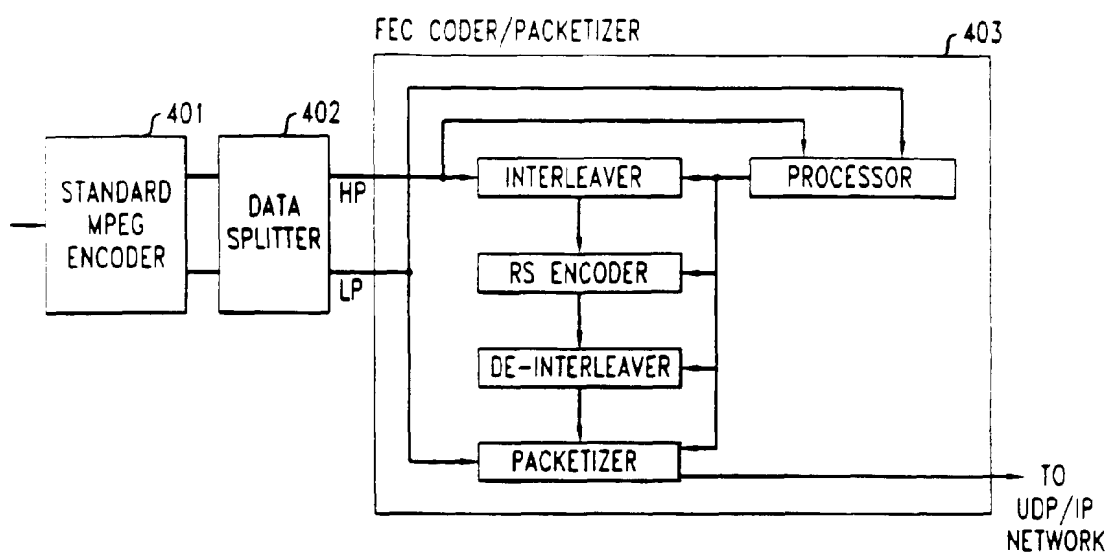 FEC CODER/PACKETIZER
403
401
402
STANDARD
MPEG
ENCODER
DATA
SPLITTER
HP
LP
INTERLEAVER
PROCESSOR
RS ENCODER
DE-INTERLEAVER
PACKETIZER
TO
UDP/IP
NETWORK